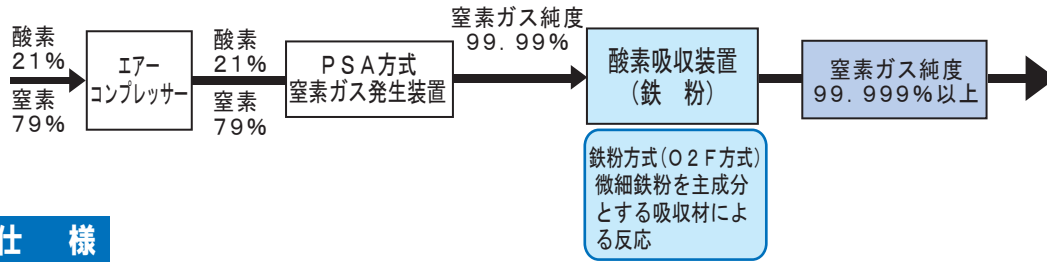 酸素
21%
窒素
79%
エアー
コンプレッサー
酸素
21%
窒素
79%
PSA方式
窒素ガス発生装置
窒素ガス純度
99.99%
酸素吸収装置
(鉄 粉)
窒素ガス純度
99.999%以上
鉄粉方式(O2F方式)
微細鉄粉を主成分
とする吸収材によ
る反応
仕 様